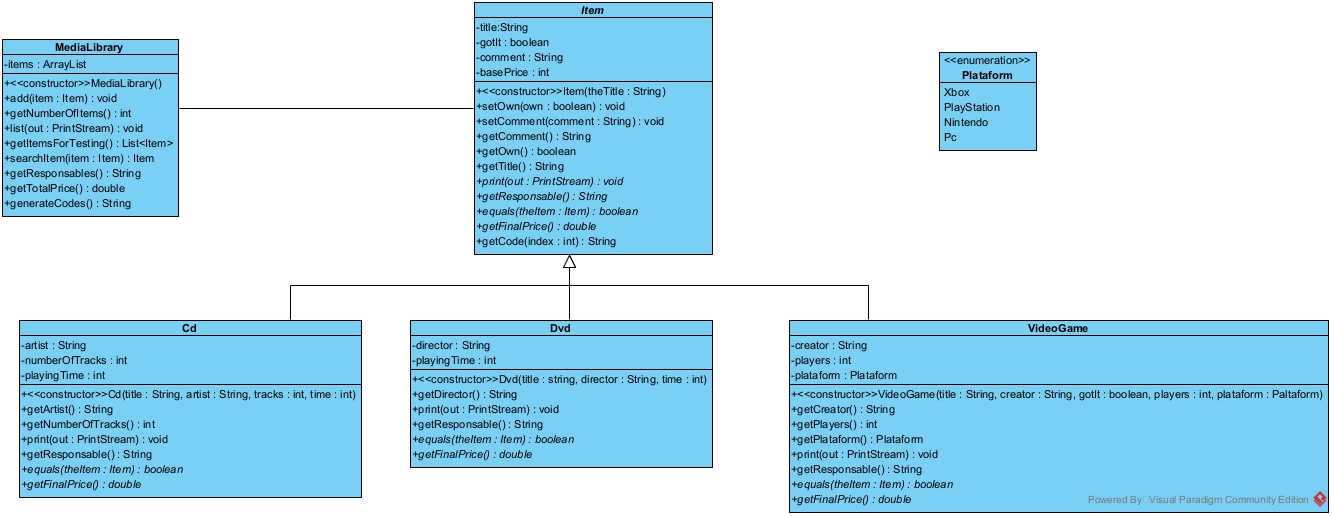 MediaLibrary
-items : ArrayList
+<<constructor>>MediaLibrary()
+add(item : Item) : void
+getNumberOfItems() : int
+list(out : PrintStream) : void
+getItemsForTesting() : List<Item>
+searchItem(item : Item) : Item
+getResponsables() : String
+getTotalPrice() : double
+generateCodes() : String
Item
-title:String
-gotIt : boolean
-comment : String
-basePrice : int
+<<constructor>>Item(theTitle : String)
+setOwn(own : boolean) : void
+setComment(comment : String) : void
+getComment() : String
+getOwn() : boolean
+getTitle() : String
+print(out : PrintStream) : void
+getResponsable() : String
+equals(theItem : Item) : boolean
+getFinalPrice() : double
+getCode(index : int) : String
<<enumeration>>
Plataform
Xbox
PlayStation
Nintendo
Pc
Cd
-artist : String
-numberOfTracks : int
-playingTime : int
+<<constructor>>Cd(title : String, artist : String, tracks : int, time : int)
+getArtist() : String
+getNumberOfTracks() : int
+print(out : PrintStream) : void
+getResponsable() : String
+equals(theItem : Item) : boolean
+getFinalPrice() : double
Dvd
-director : String
-playingTime : int
+<<constructor>>Dvd(title : string, director : String, time : int)
+getDirector() : String
+print(out : PrintStream) : void
+getResponsable() : String
+equals(theItem : Item) : boolean
+getFinalPrice() : double
VideoGame
-creator : String
-players : int
-plataform : Plataform
+<<constructor>>VideoGame(title : String, creator : String, gotIt : boolean, players : int, plataform : Paltaform)
+getCreator() : String
+getPlayers() : int
+getPlataform() : Plataform
+print(out : PrintStream) : void
+getResponsable() : String
+equals(theItem : Item) : boolean
+getFinalPrice() : double
Powered By Visual Paradigm Community Edition